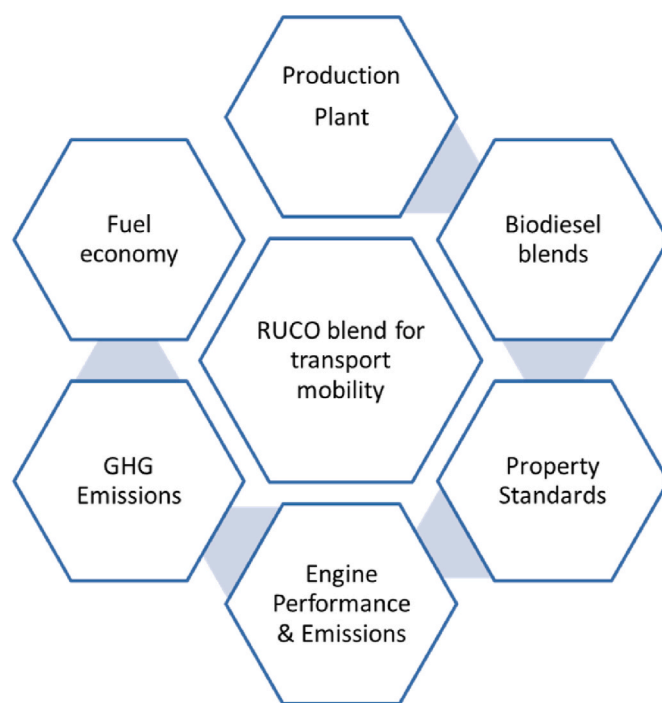 Production
Plant
Biodiesel
blends
Property
Standards
Engine
Performance
& Emissions
GHG
Emissions
Fuel
economy
RUCO blend for
transport
mobility